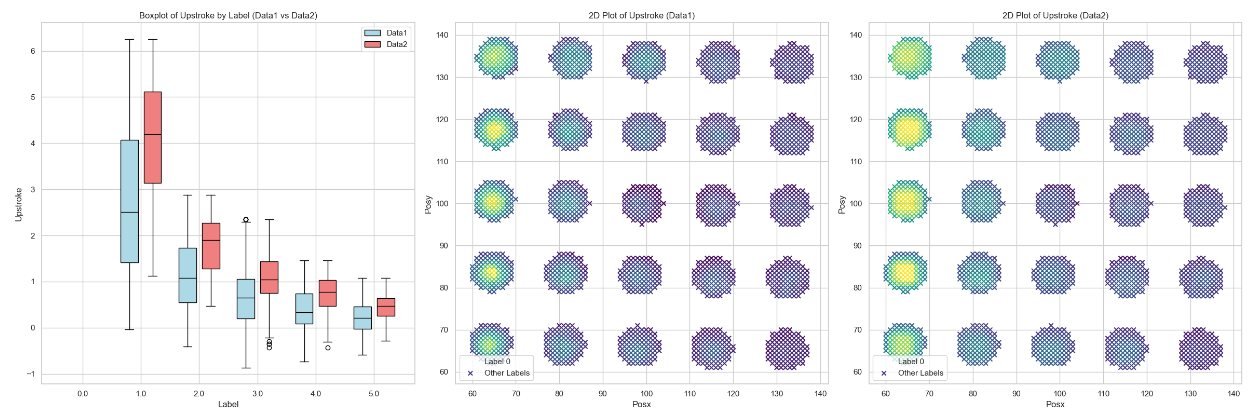 Boxplot of Upstroke by Label (Data1 vs Data2)
Data1
Data2
Upstroke
6
5
4
3
2
1
0
−1
0.0 1.0 2.0 3.0 4.0 5.0
Label
2D Plot of Upstroke (Data1)
Posy
140
130
120
110
100
90
80
70
60
Label 0
Other Labels
60 70 80 90 100 110 120 130 140
Posx
2D Plot of Upstroke (Data2)
Posy
140
130
120
110
100
90
80
70
60
Label 0
Other Labels
60 70 80 90 100 110 120 130 140
Posx